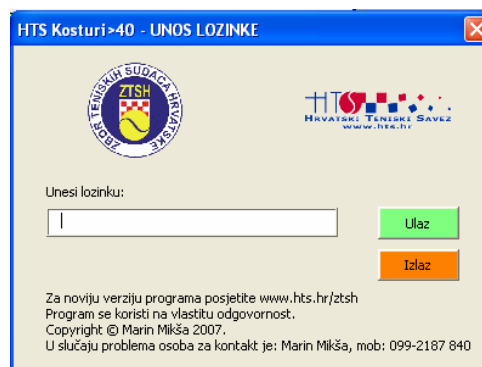 HTS Kosturi>40 - UNOS LOZINKE
ZBOR TENISKIH SUDACA HRVATSKE
ZTSH
HTS
HRVATSKI TENISKI SAVEZ
www.hts.hr
Unesi lozinku:
Ulaz
Izlaz
Za noviju verziju programa posjetite www.hts.hr/ztsh
Program se koristi na vlastitu odgovornost.
Copyright © Marin Mikša 2007.
U slučaju problema osoba za kontakt je: Marin Mikša, mob: 099-2187 840